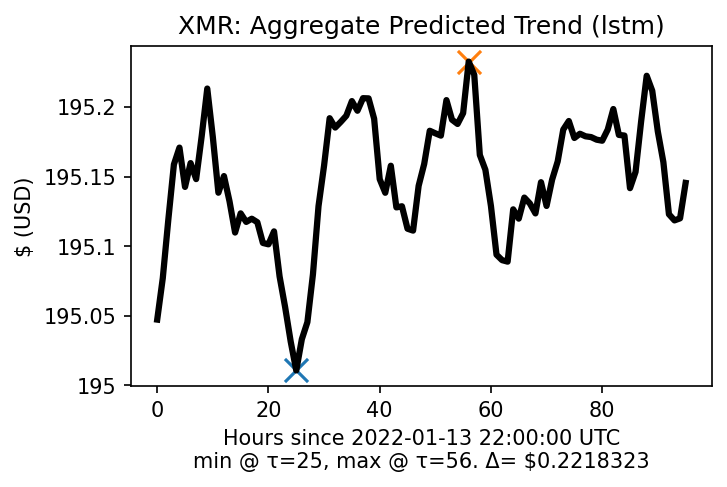 XMR: Aggregate Predicted Trend (lstm)
$ (USD)
195.2
195.15
195.1
195.05
195
0 20 40 60 80
Hours since 2022-01-13 22:00:00 UTC
min @ τ=25, max @ τ=56. Δ= $0.2218323